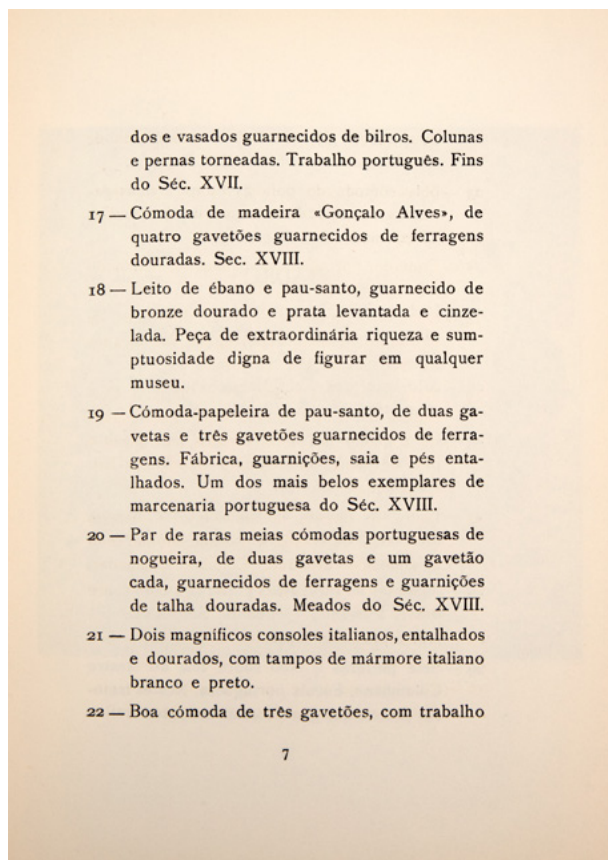 dos e vasados guarnecidos de bilros. Colunas
e pernas torneadas. Trabalho português. Fins
do Séc. XVII.
17 — Cómoda de madeira «Gonçalo Alves», de
quatro gavetões guarnecidos de ferragens
douradas. Sec. XVIII.
18 — Leito de ébano e pau-santo, guarnecido de
bronze dourado e prata levantada e cinze-
lada. Peça de extraordinária riqueza e sum-
ptuosidade digna de figurar em qualquer
museu.
19 — Cómoda-papeleira de pau-santo, de duas ga-
vetas e três gavetões guarnecidos de ferra-
gens. Fábrica, guarnições, saia e pés enta-
lhados. Um dos mais belos exemplares de
marcenaria portuguesa do Séc. XVIII.
20 — Par de raras meias cómodas portuguesas de
nogueira, de duas gavetas e um gavetão
cada, guarnecidos de ferragens e guarnições
de talha douradas. Meados do Séc. XVIII.
21 — Dois magníficos consoles italianos, entalhados
e dourados, com tampos de mármore italiano
branco e preto.
22 — Boa cómoda de três gavetões, com trabalho
7